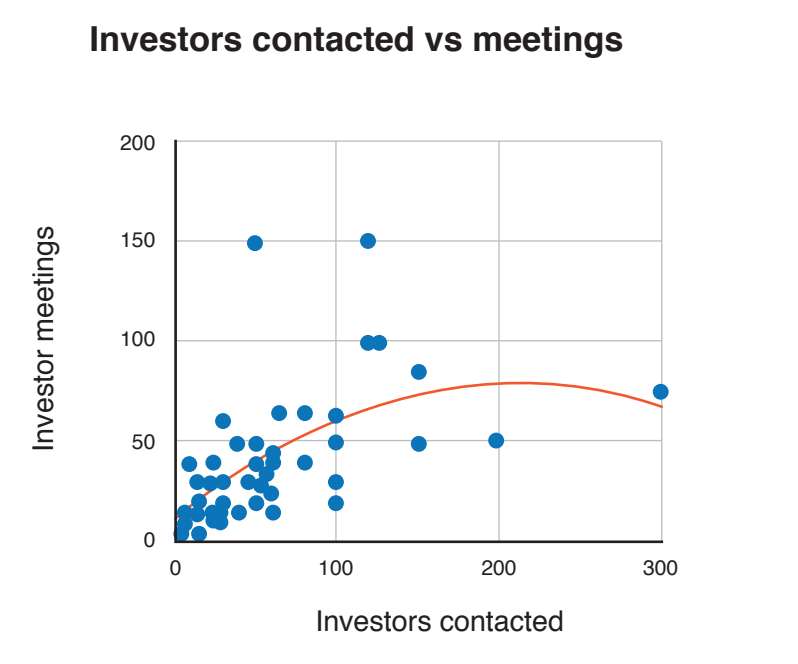 Investors contacted vs meetings
200
150
100
50
0
Investor meetings
0 100 200 300
Investors contacted